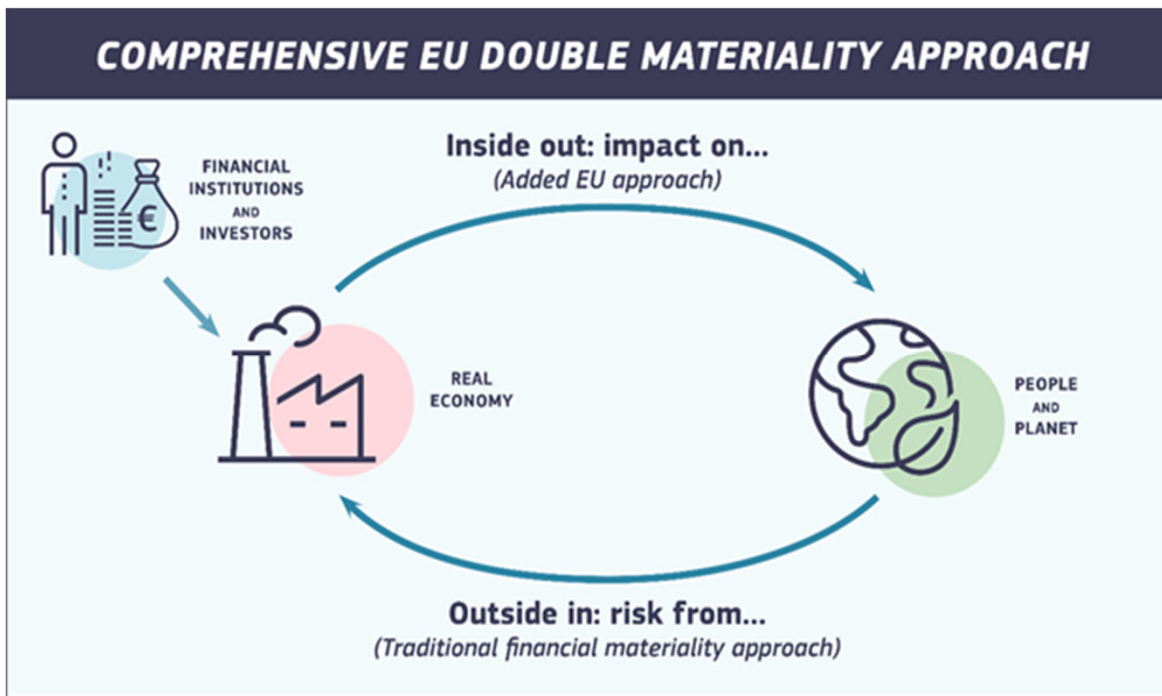 COMPREHENSIVE EU DOUBLE MATERIALITY APPROACH
FINANCIAL
INSTITUTIONS
AND
INVESTORS
Inside out: impact on...
(Added EU approach)
€
REAL
ECONOMY
PEOPLE
AND
PLANET
Outside in: risk from...
(Traditional financial materiality approach)